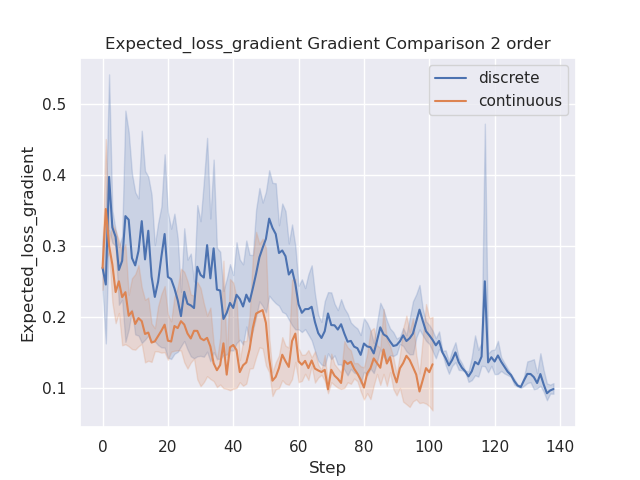 Expected_loss_gradient Gradient Comparison 2 order
discrete
continuous
Expected_loss_gradient
0.5
0.4
0.3
0.2
0.1
0 20 40 60 80 100 120 140
Step